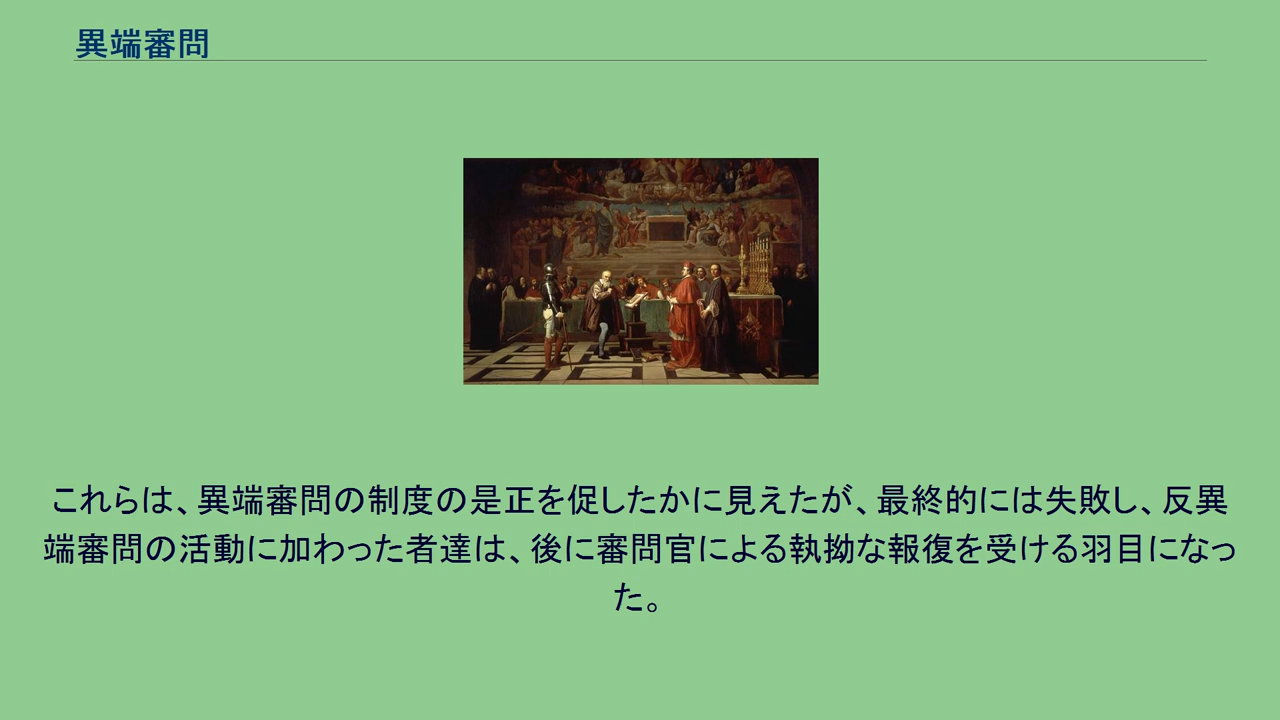 異端審問
これらは、異端審問の制度の是正を促したかに見えたが、最終的には失敗し、反異
端審問の活動に加わった者達は、後に審問官による執拗な報復を受ける羽目になっ
た。